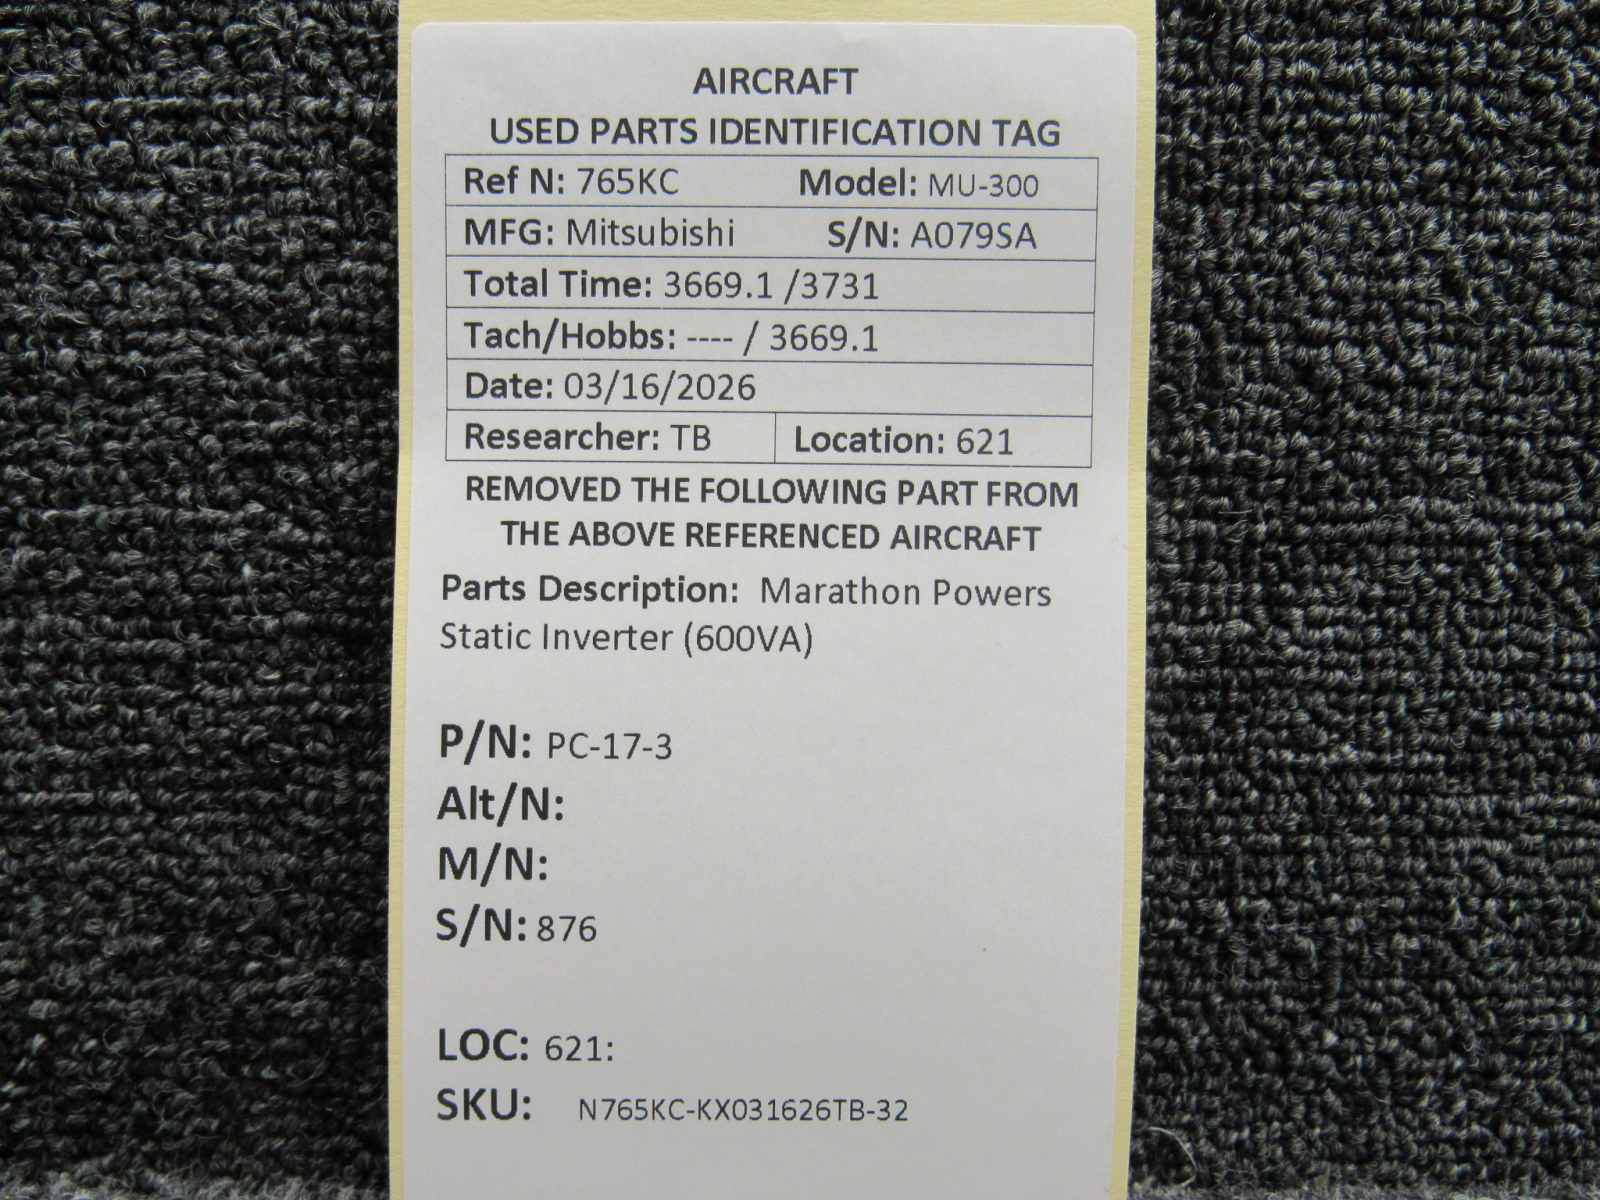 AIRCRAFT
USED PARTS IDENTIFICATION TAG
Ref N: 765KC Model: MU-300
MFG: Mitsubishi S/N: A079SA
Total Time: 3669.1 /3731
Tach/Hobbs: ---- / 3669.1
Date: 03/16/2026
Researcher: TB Location: 621
REMOVED THE FOLLOWING PART FROM
THE ABOVE REFERENCED AIRCRAFT
Parts Description: Marathon Powers
Static Inverter (600VA)
P/N: PC-17-3
Alt/N:
M/N:
S/N: 876
LOC: 621:
SKU: N765KC-KX031626TB-32